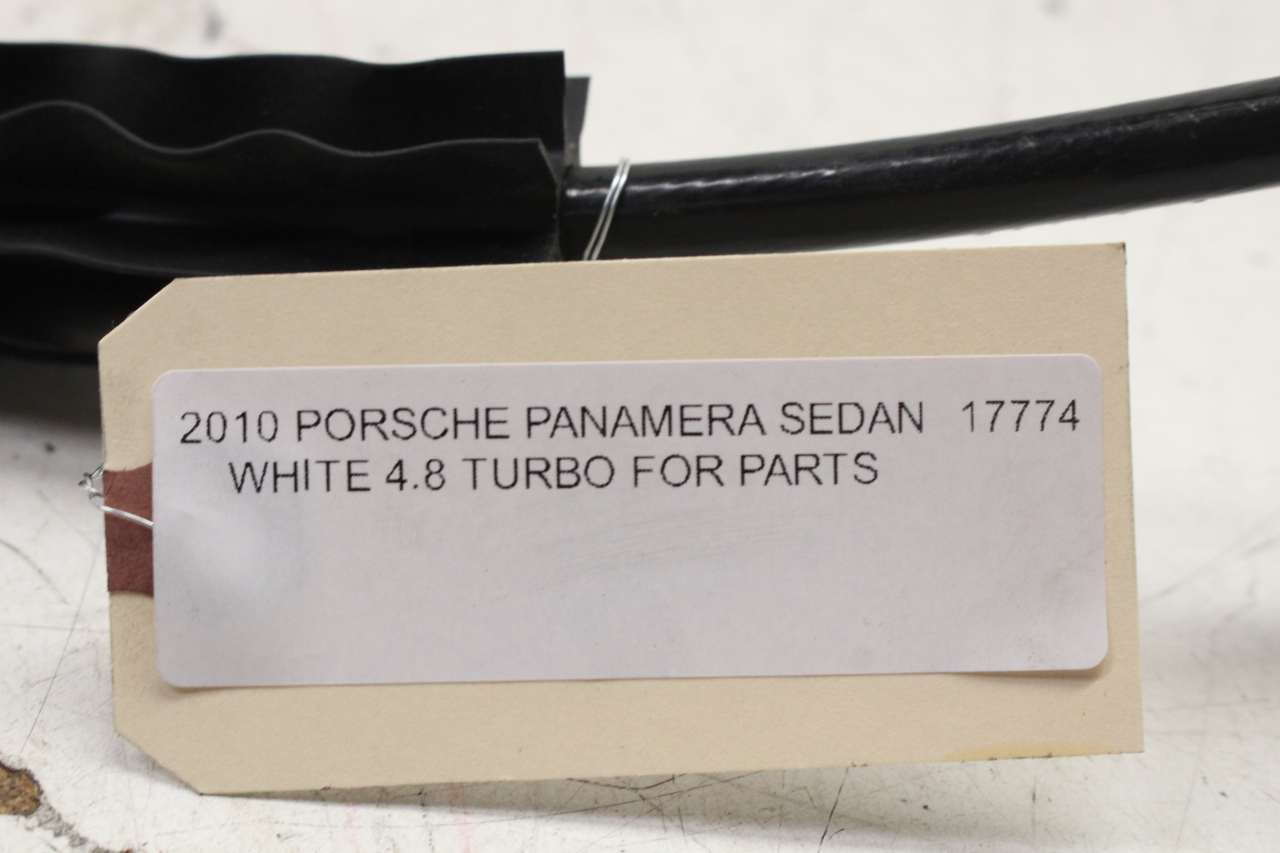 2010 PORSCHE PANAMERA SEDAN 17774
WHITE 4.8 TURBO FOR PARTS